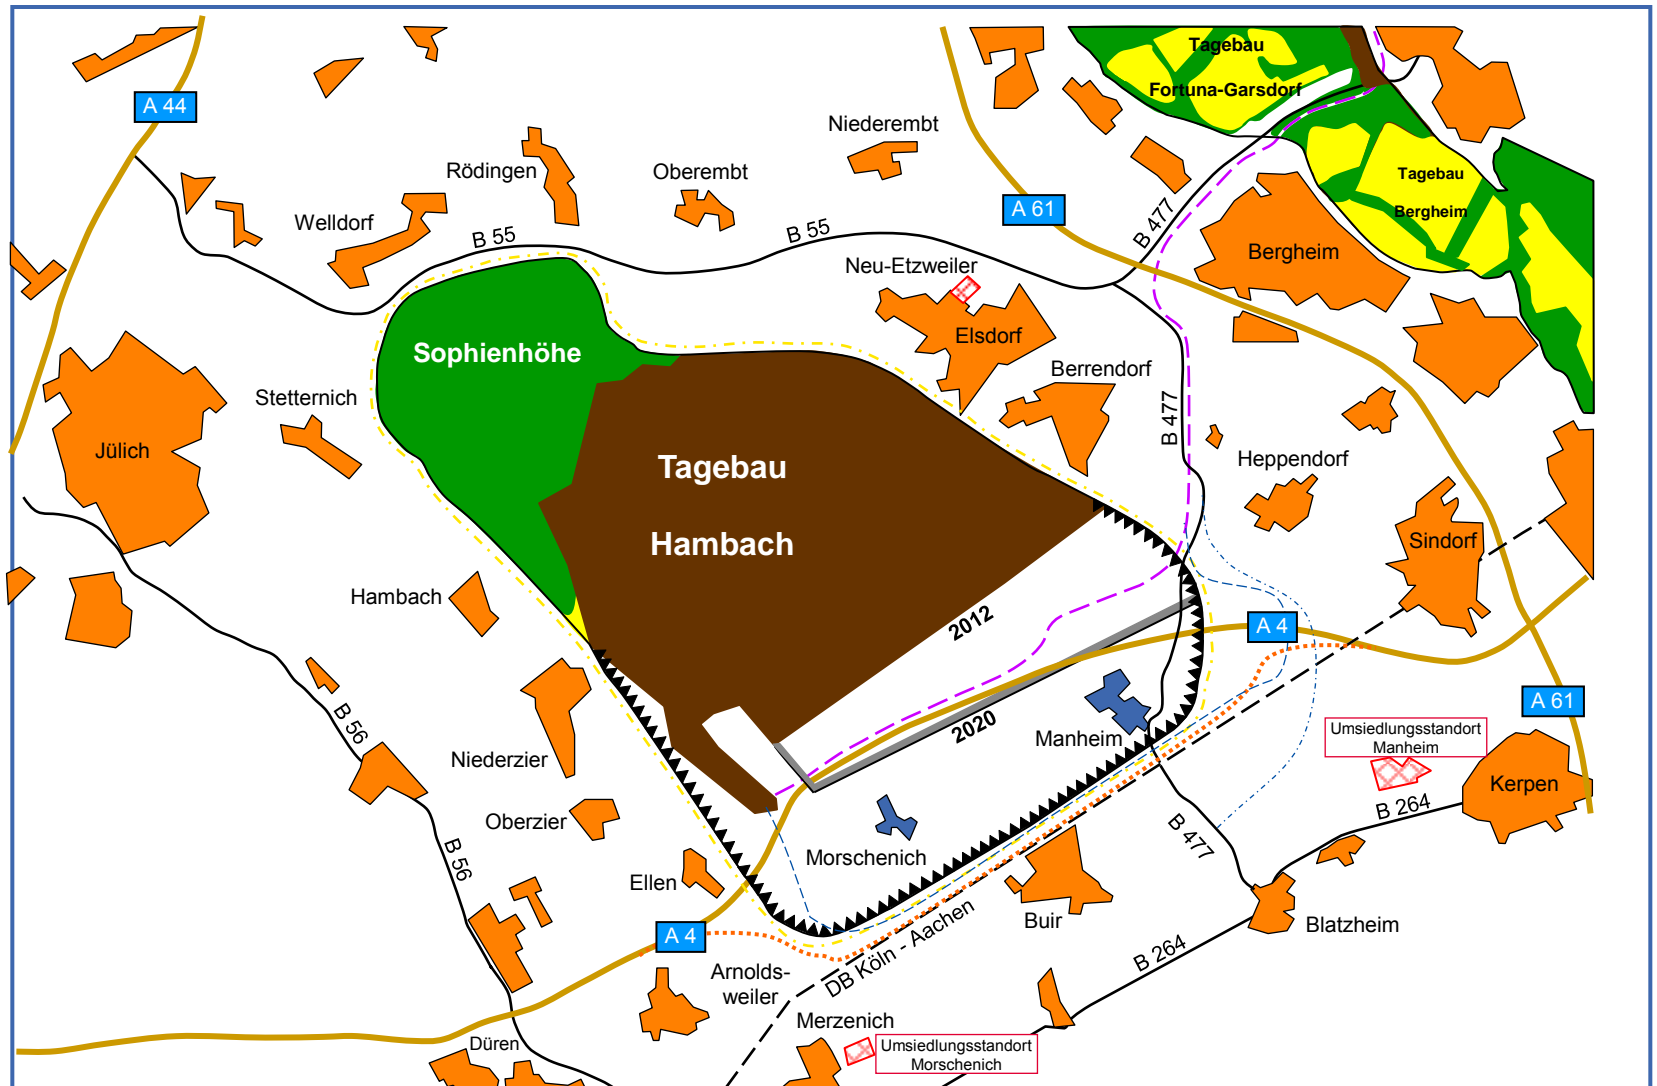 Tagebau
Fortuna-Garsdorf
A 44
Niederembt
Rödingen
Oberembt
Tagebau
Bergheim
A 61
Welldorf
B 55
B 55
B 477
Bergheim
Neu-Etzweiler
Elsdorf
Sophienhöhe
Berrendorf
Stetternich
B 477
Jülich
Tagebau
Heppendorf
Hambach
Sindorf
Hambach
2012
A 4
B 56
A 61
2020
Manheim
Umsiedlungsstandort
Manheim
Niederzier
Kerpen
B 264
Oberzier
B 477
B 56
Morschenich
Ellen
Buir
Blatzheim
A 4
DB Köln - Aachen
B 264
Arnolds-
weiler
Merzenich
Düren
Umsiedlungsstandort
Morschenich